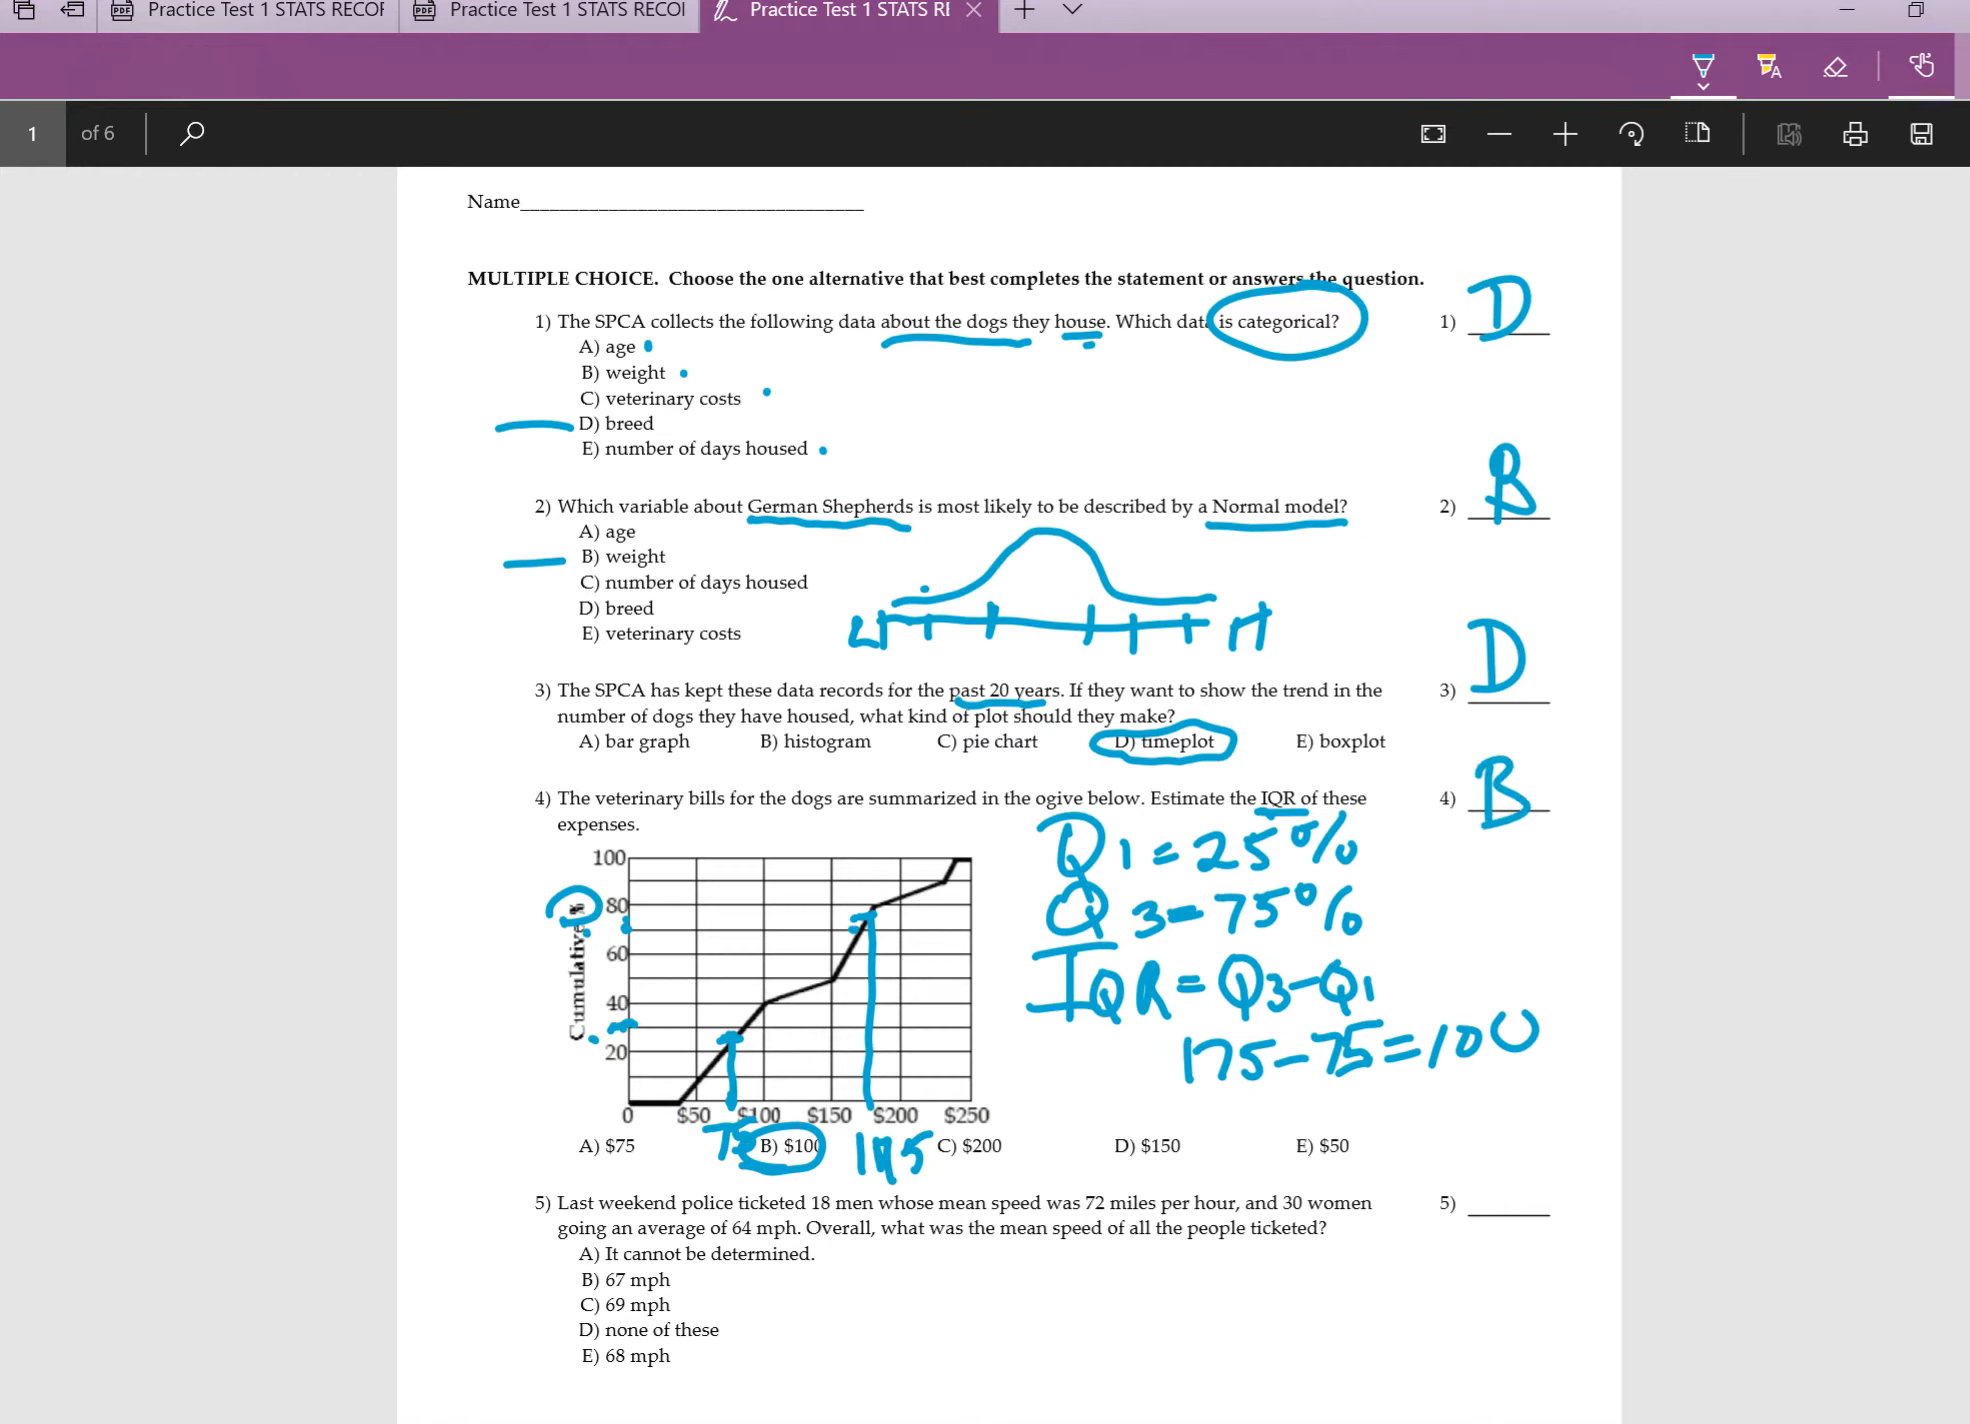 Practice Test 1 STATS RECOF
Practice Test 1 STATS RECOI
Practice Test 1 STATS RI
1 of 6
Name
MULTIPLE CHOICE. Choose the one alternative that best completes the statement or answers the question.
1) The SPCA collects the following data about the dogs they house. Which data is categorical? 1) D
A) age
B) weight
C) veterinary costs
D) breed
E) number of days housed
2) Which variable about German Shepherds is most likely to be described by a Normal model? 2) B
A) age
B) weight
C) number of days housed
D) breed
E) veterinary costs
3) The SPCA has kept these data records for the past 20 years. If they want to show the trend in the 3) D
number of dogs they have housed, what kind of plot should they make?
A) bar graph B) histogram C) pie chart D) timeplot E) boxplot
4) The veterinary bills for the dogs are summarized in the ogive below. Estimate the IQR of these 4) B
expenses.
Q1 = 25%
Q3 = 75%
IQR = Q3 - Q1
175 - 75 = 100
Cumulative %
100
80
60
40
20
0 $50 $100 $150 $200 $250
75
A) $75 B) $100 C) $200 D) $150 E) $50
5) Last weekend police ticketed 18 men whose mean speed was 72 miles per hour, and 30 women 5)
going an average of 64 mph. Overall, what was the mean speed of all the people ticketed?
A) It cannot be determined.
B) 67 mph
C) 69 mph
D) none of these
E) 68 mph